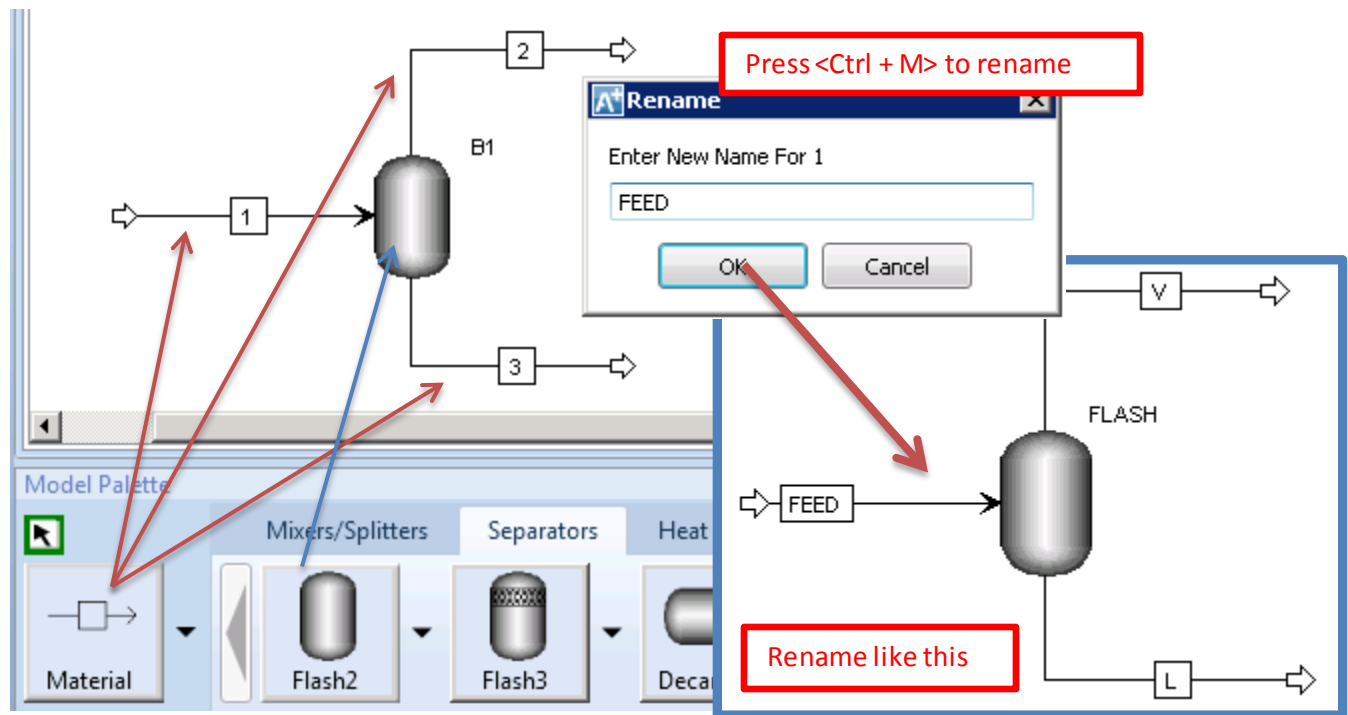 2
Press <Ctrl + M> to rename
Rename
B1
Enter New Name For 1
FEED
1
OK
Cancel
V
3
FLASH
Model Palette
FEED
Mixers/Splitters
Separators
Heat
Rename like this
Material
Flash2
Flash3
Decan
L